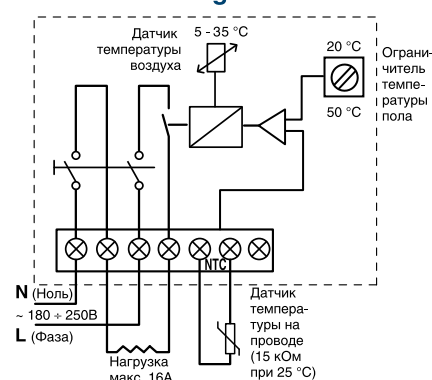 Датчик
температуры
воздуха
5 - 35 °C
20 °C
50 °C
Ограни-
читель
темпе-
ратуры
пола
NTC
N (Ноль)
~ 180 ÷ 250В
L (Фаза)
Нагрузка
макс. 16А
Датчик
темпера-
туры на
проводе
(15 кОм
при 25 °C)